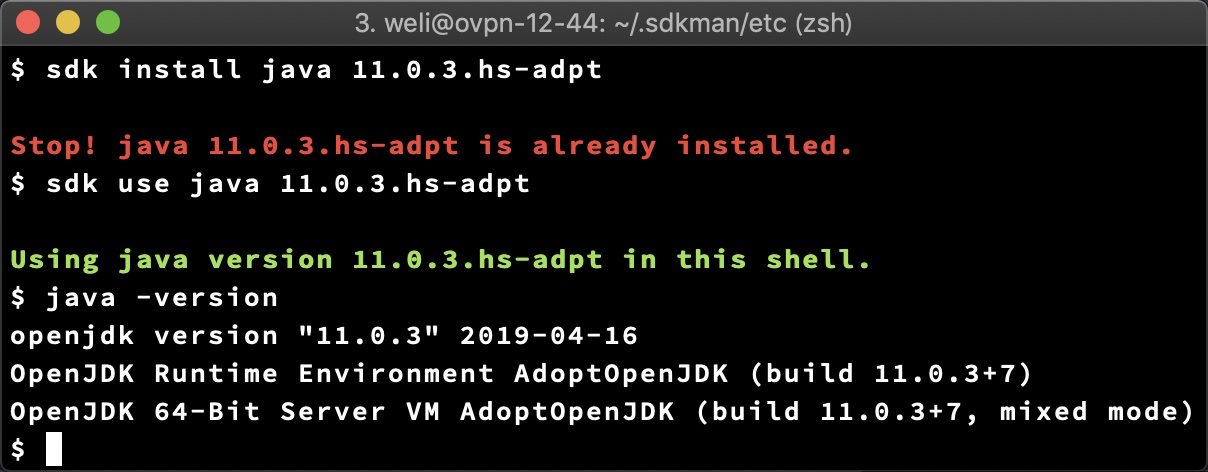 3. weli@ovpn-12-44: ~/.sdkman/etc (zsh)
$ sdk install java 11.0.3.hs-adpt
Stop! java 11.0.3.hs-adpt is already installed.
$ sdk use java 11.0.3.hs-adpt
Using java version 11.0.3.hs-adpt in this shell.
$ java -version
openjdk version "11.0.3" 2019-04-16
OpenJDK Runtime Environment AdoptOpenJDK (build 11.0.3+7)
OpenJDK 64-Bit Server VM AdoptOpenJDK (build 11.0.3+7, mixed mode)
$